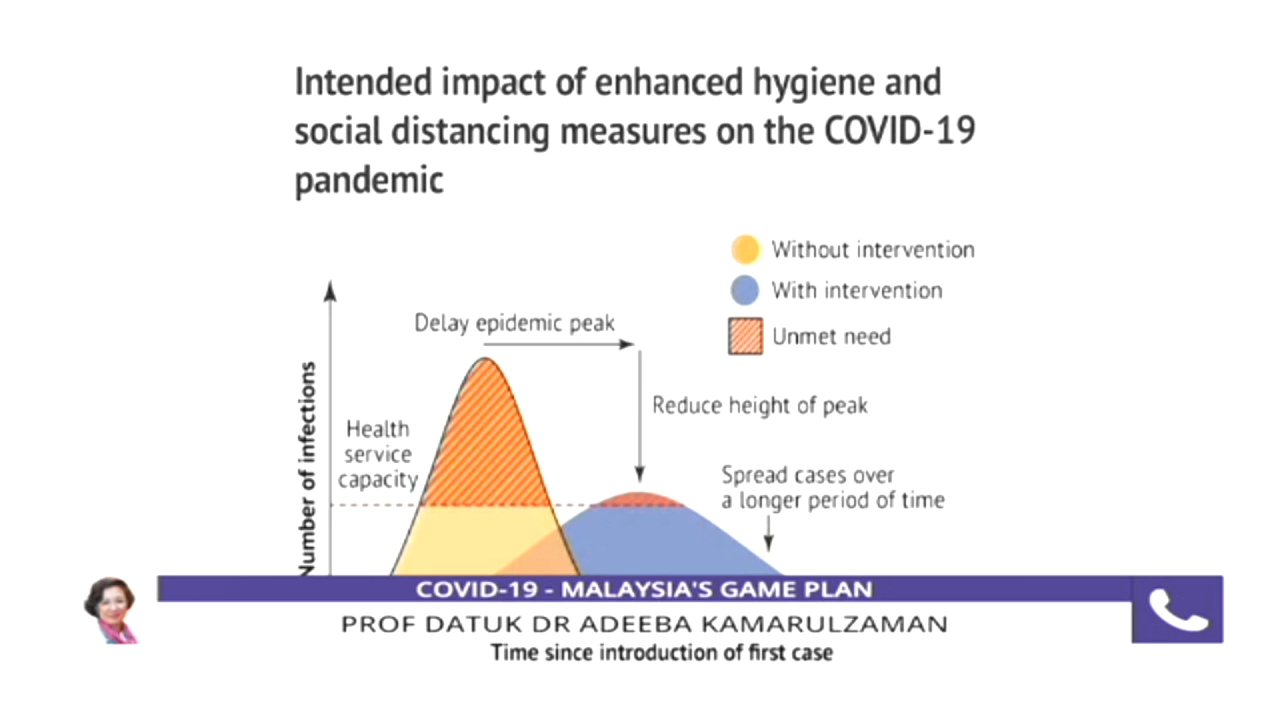 Intended impact of enhanced hygiene and
social distancing measures on the COVID-19
pandemic
Without intervention
With intervention
Unmet need
Delay epidemic peak
Reduce height of peak
Health
service
capacity
Spread cases over
a longer period of time
Number of infections
COVID-19 - MALAYSIA'S GAME PLAN
PROF DATUK DR ADEEBA KAMARULZAMAN
Time since introduction of first case